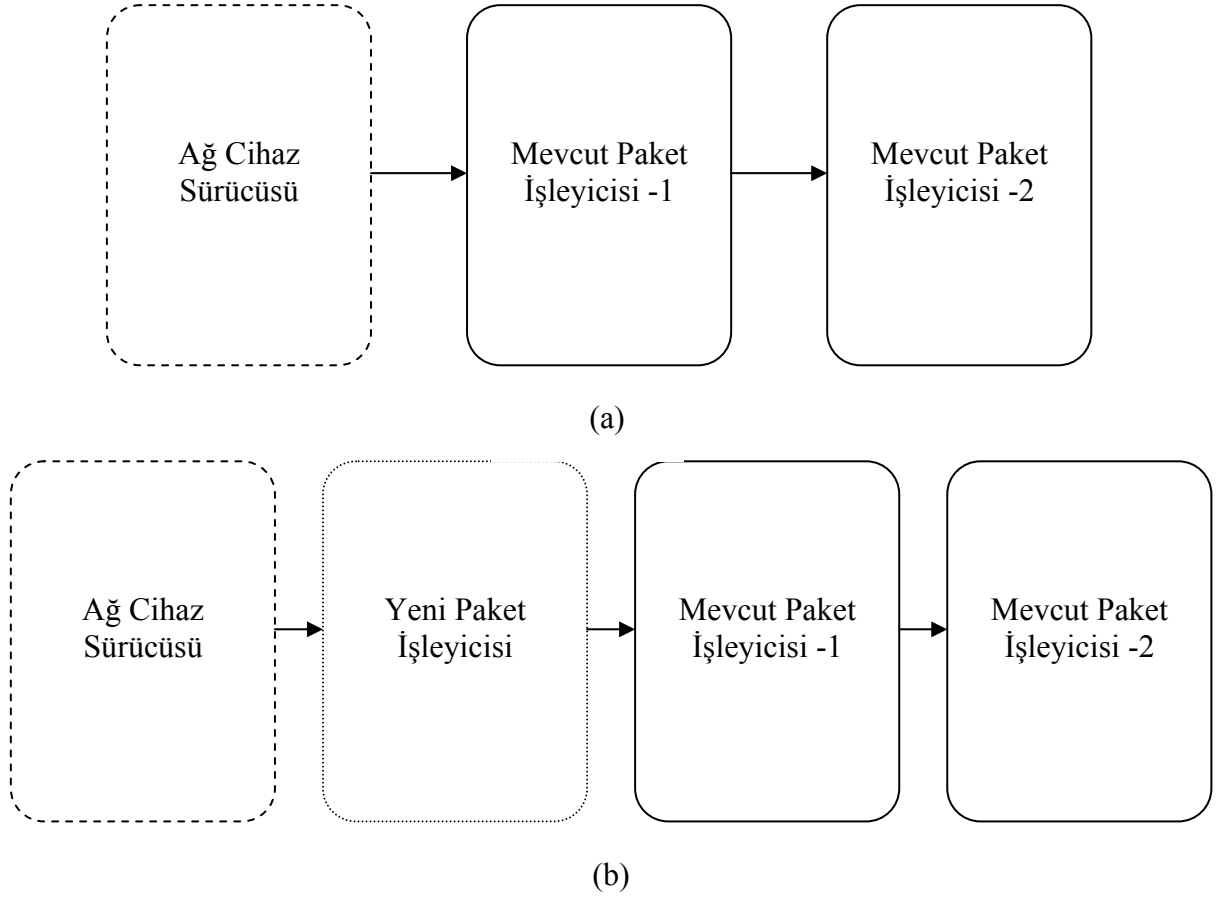 Ağ Cihaz
Sürücüsü
Mevcut Paket
İşleyicisi -1
Mevcut Paket
İşleyicisi -2
(a)
Ağ Cihaz
Sürücüsü
Yeni Paket
İşleyicisi
Mevcut Paket
İşleyicisi -1
Mevcut Paket
İşleyicisi -2
(b)